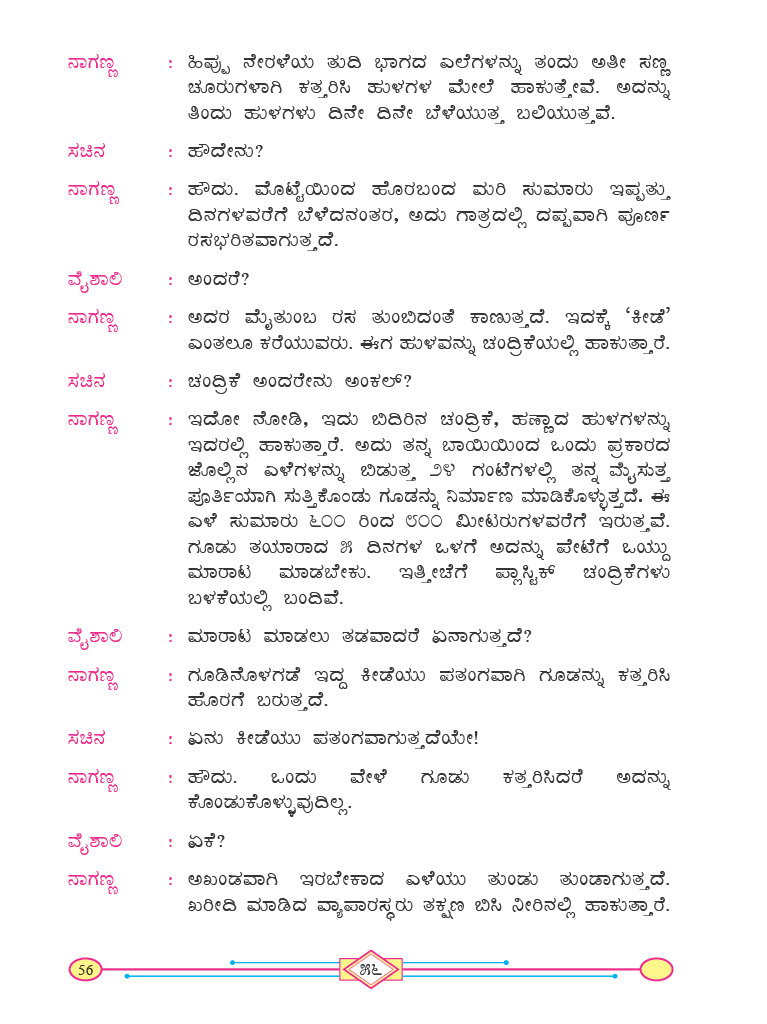 ನಾಗಣ್ಣ : ಹಿಪ್ಪು ನೇರಳೆಯ ತುದಿ ಭಾಗದ ಎಲೆಗಳನ್ನು ತಂದು ಅತೀ ಸಣ್ಣ
ಚೂರುಗಳಾಗಿ ಕತ್ತರಿಸಿ ಹುಳಗಳ ಮೇಲೆ ಹಾಕುತ್ತೇವೆ. ಅದನ್ನು
ತಿಂದು ಹುಳಗಳು ದಿನೇ ದಿನೇ ಬೆಳೆಯುತ್ತ ಬಲಿಯುತ್ತವೆ.
ಸಚಿನ : ಹೌದೇನು?
ನಾಗಣ್ಣ : ಹೌದು. ಮೊಟ್ಟೆಯಿಂದ ಹೊರಬಂದ ಮರಿ ಸುಮಾರು ಇಪ್ಪತ್ತು
ದಿನಗಳವರೆಗೆ ಬೆಳೆದನಂತರ, ಅದು ಗಾತ್ರದಲ್ಲಿ ದಪ್ಪವಾಗಿ ಪೂರ್ಣ
ರಸಭರಿತವಾಗುತ್ತದೆ.
ವೈಶಾಲಿ : ಅಂದರೆ?
ನಾಗಣ್ಣ : ಅದರ ಮೈತುಂಬ ರಸ ತುಂಬಿದಂತೆ ಕಾಣುತ್ತದೆ. ಇದಕ್ಕೆ ‘ಕೀಡೆ’
ಎಂತಲೂ ಕರೆಯುವರು. ಈಗ ಹುಳವನ್ನು ಚಂದ್ರಿಕೆಯಲ್ಲಿ ಹಾಕುತ್ತಾರೆ.
ಸಚಿನ : ಚಂದ್ರಿಕೆ ಅಂದರೇನು ಅಂಕಲ್?
ನಾಗಣ್ಣ : ಇದೋ ನೋಡಿ, ಇದು ಬಿದಿರಿನ ಚಂದ್ರಿಕೆ, ಹಣ್ಣಾದ ಹುಳಗಳನ್ನು
ಇದರಲ್ಲಿ ಹಾಕುತ್ತಾರೆ. ಅದು ತನ್ನ ಬಾಯಿಯಿಂದ ಒಂದು ಪ್ರಕಾರದ
ಜೊಲ್ಲಿನ ಎಳೆಗಳನ್ನು ಬಿಡುತ್ತ ೨೪ ಗಂಟೆಗಳಲ್ಲಿ ತನ್ನ ಮೈಸುತ್ತ
ಪೂರ್ತಿಯಾಗಿ ಸುತ್ತಿಕೊಂಡು ಗೂಡನ್ನು ನಿರ್ಮಾಣ ಮಾಡಿಕೊಳ್ಳುತ್ತದೆ. ಈ
ಎಳೆ ಸುಮಾರು ೬೦೦ ರಿಂದ ೮೦೦ ಮೀಟರುಗಳವರೆಗೆ ಇರುತ್ತವೆ.
ಗೂಡು ತಯಾರಾದ ೫ ದಿನಗಳ ಒಳಗೆ ಅದನ್ನು ಪೇಟೆಗೆ ಒಯ್ದು
ಮಾರಾಟ ಮಾಡಬೇಕು. ಇತ್ತೀಚೆಗೆ ಪ್ಲಾಸ್ಟಿಕ್ ಚಂದ್ರಿಕೆಗಳು
ಬಳಕೆಯಲ್ಲಿ ಬಂದಿವೆ.
ವೈಶಾಲಿ : ಮಾರಾಟ ಮಾಡಲು ತಡವಾದರೆ ಏನಾಗುತ್ತದೆ?
ನಾಗಣ್ಣ : ಗೂಡಿನೊಳಗಡೆ ಇದ್ದ ಕೀಡೆಯು ಪತಂಗವಾಗಿ ಗೂಡನ್ನು ಕತ್ತರಿಸಿ
ಹೊರಗೆ ಬರುತ್ತದೆ.
ಸಚಿನ : ಏನು ಕೀಡೆಯು ಪತಂಗವಾಗುತ್ತದೆಯೇ!
ನಾಗಣ್ಣ : ಹೌದು. ಒಂದು ವೇಳೆ ಗೂಡು ಕತ್ತರಿಸಿದರೆ ಅದನ್ನು
ಕೊಂಡುಕೊಳ್ಳುವುದಿಲ್ಲ.
ವೈಶಾಲಿ : ಏಕೆ?
ನಾಗಣ್ಣ : ಅಖಂಡವಾಗಿ ಇರಬೇಕಾದ ಎಳೆಯು ತುಂಡು ತುಂಡಾಗುತ್ತದೆ.
ಖರೀದಿ ಮಾಡಿದ ವ್ಯಾಪಾರಸ್ಥರು ತಕ್ಷಣ ಬಿಸಿ ನೀರಿನಲ್ಲಿ ಹಾಕುತ್ತಾರೆ.
56 ೫೬